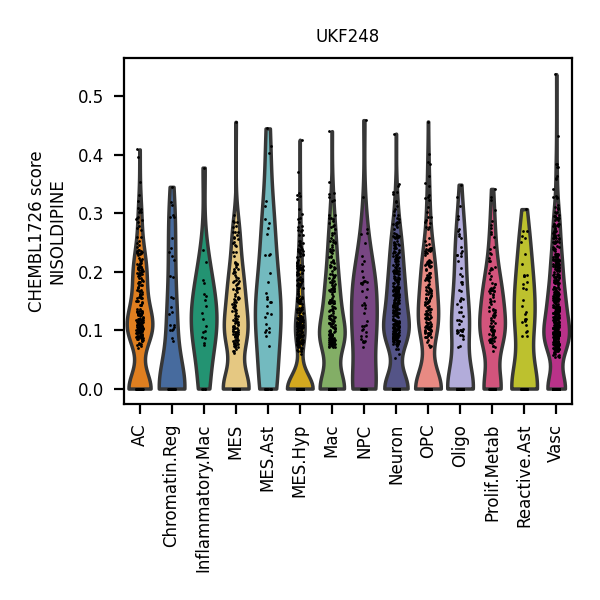 UKF248
CHEMBL1726 score
NISOLDIPINE
0.5
0.4
0.3
0.2
0.1
0.0
AC
Chromatin.Reg
Inflammatory.Mac
MES
MES.Ast
MES.Hyp
Mac
NPC
Neuron
OPC
Oligo
Prolif.Metab
Reactive.Ast
Vasc